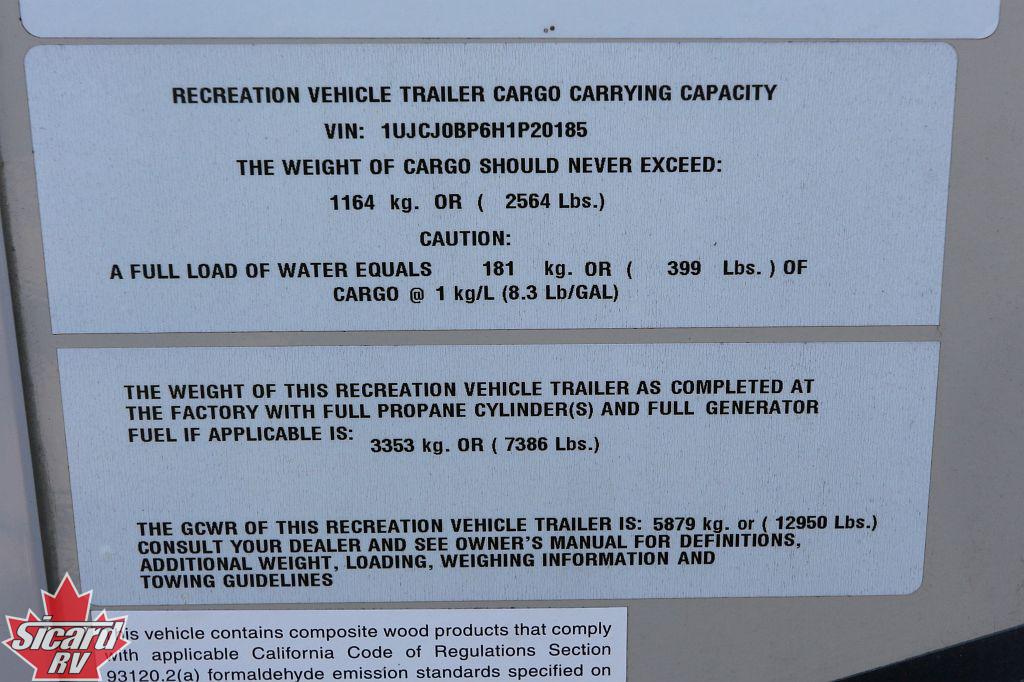 RECREATION VEHICLE TRAILER CARGO CARRYING CAPACITY
VIN: 1UJCJ0BP6H1P20185
THE WEIGHT OF CARGO SHOULD NEVER EXCEED:
1164 kg. OR ( 2564 Lbs.)
CAUTION:
A FULL LOAD OF WATER EQUALS 181 kg. OR ( 399 Lbs. ) OF
CARGO @ 1 kg/L (8.3 Lb/GAL)
THE WEIGHT OF THIS RECREATION VEHICLE TRAILER AS COMPLETED AT
THE FACTORY WITH FULL PROPANE CYLINDER(S) AND FULL GENERATOR
FUEL IF APPLICABLE IS: 3353 kg. OR ( 7386 Lbs.)
THE GCWR OF THIS RECREATION VEHICLE TRAILER IS: 5879 kg. or ( 12950 Lbs.)
CONSULT YOUR DEALER AND SEE OWNER'S MANUAL FOR DEFINITIONS,
ADDITIONAL WEIGHT, LOADING, WEIGHING INFORMATION AND
TOWING GUIDELINES
Sicard
RV
vehicle contains composite wood products that comply
with applicable California Code of Regulations Section
93120.2(a) formaldehyde emission standards specified on